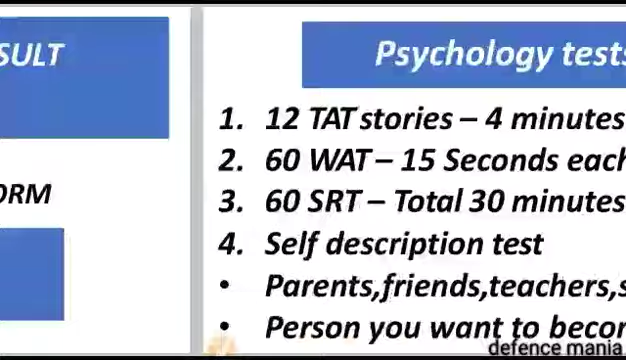 SULT
ORM
Psychology tests
1. 12 TAT stories – 4 minutes
2. 60 WAT – 15 Seconds each
3. 60 SRT – Total 30 minutes
4. Self description test
• Parents,friends,teachers,s
• Person you want to becom
defence mania